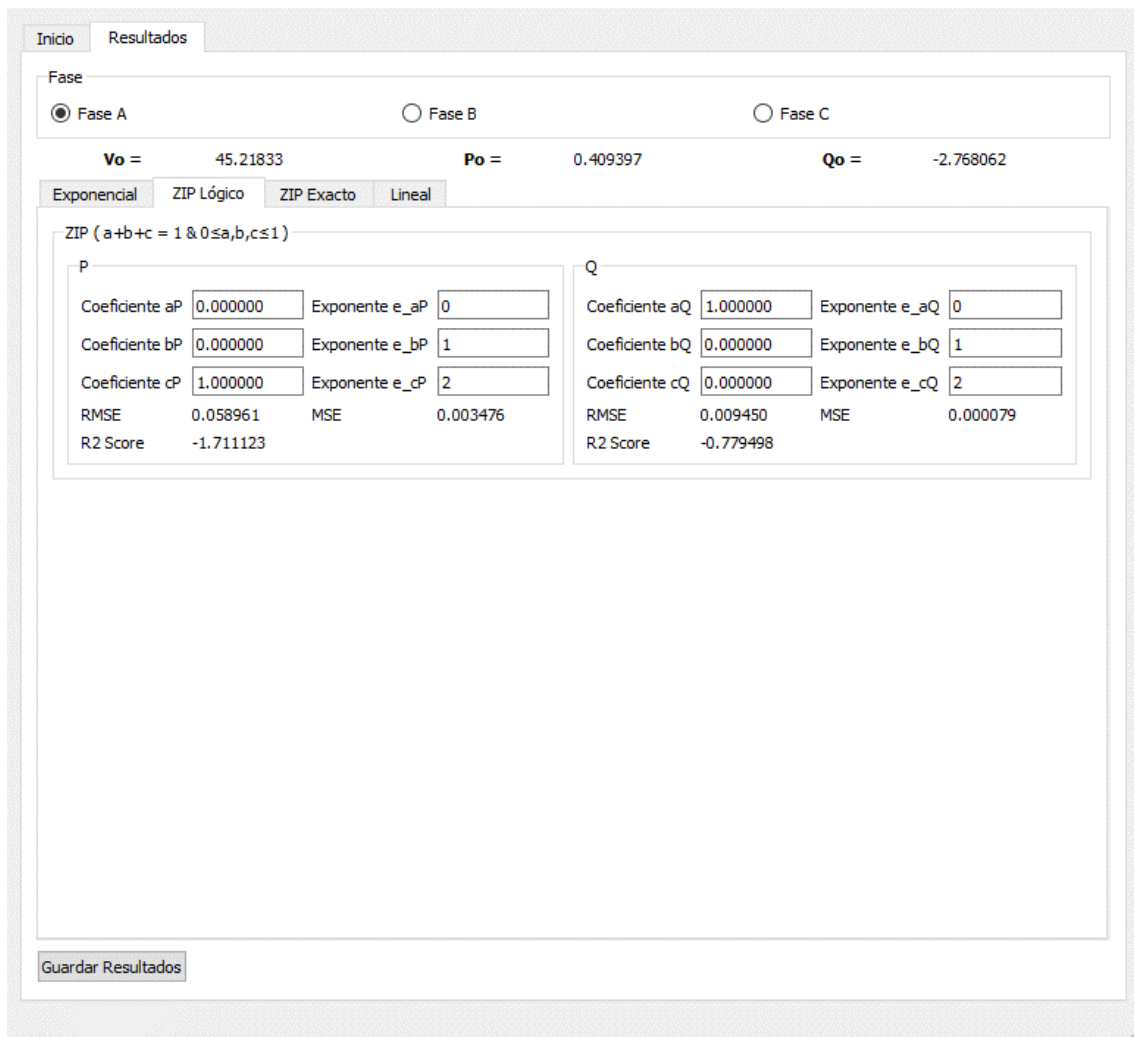 Inicio Resultados
Fase
Fase A Fase B Fase C
Vo = 45.21833 Po = 0.409397 Qo = -2.768062
Exponencial ZIP Lógico ZIP Exacto Lineal
ZIP ( a+b+c = 1 & 0≤a,b,c≤1 )
P Q
Coeficiente aP 0.000000 Exponente e_aP 0 Coeficiente aQ 1.000000 Exponente e_aQ 0
Coeficiente bP 0.000000 Exponente e_bP 1 Coeficiente bQ 0.000000 Exponente e_bQ 1
Coeficiente cP 1.000000 Exponente e_cP 2 Coeficiente cQ 0.000000 Exponente e_cQ 2
RMSE 0.058961 MSE 0.003476 RMSE 0.009450 MSE 0.000079
R2 Score -1.711123 R2 Score -0.779498
Guardar Resultados